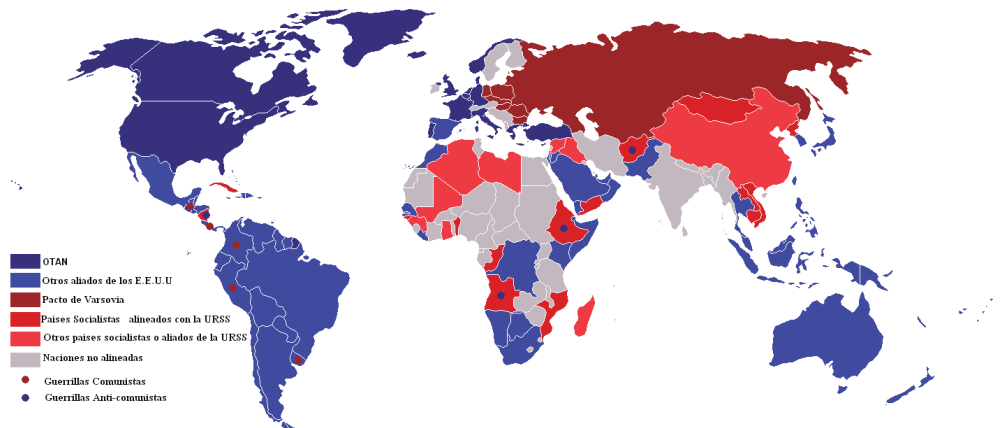 OTAN
Otros aliados de los E.E.U.U
Pacto de Varsovia
Países Socialistas alineados con la URSS
Otros paises socialistas o aliados de la URSS
Naciones no alineadas
Guerrillas Comunistas
Guerrillas Anti-comunistas